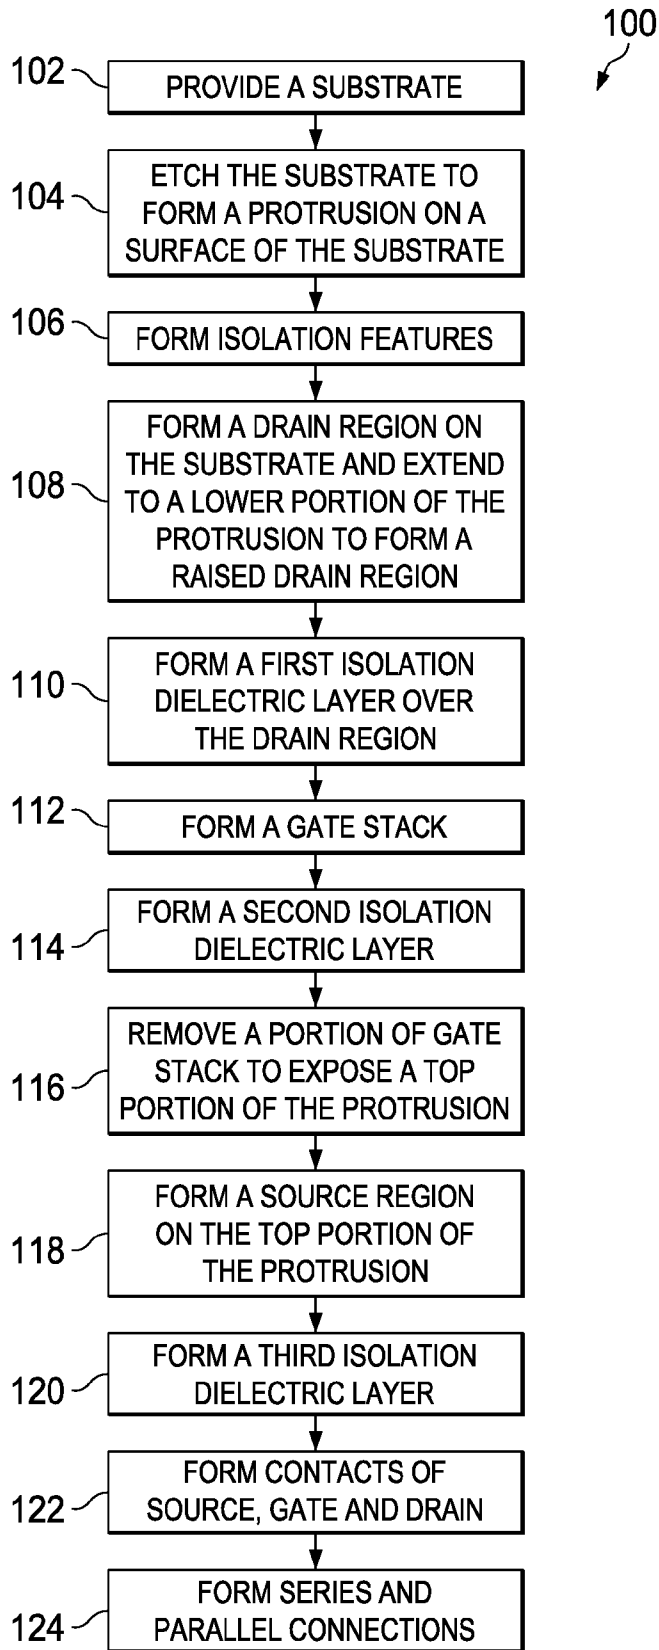 100
102
PROVIDE A SUBSTRATE
104
ETCH THE SUBSTRATE TO
FORM A PROTRUSION ON A
SURFACE OF THE SUBSTRATE
106
FORM ISOLATION FEATURES
108
FORM A DRAIN REGION ON
THE SUBSTRATE AND EXTEND
TO A LOWER PORTION OF THE
PROTRUSION TO FORM A
RAISED DRAIN REGION
110
FORM A FIRST ISOLATION
DIELECTRIC LAYER OVER
THE DRAIN REGION
112
FORM A GATE STACK
114
FORM A SECOND ISOLATION
DIELECTRIC LAYER
116
REMOVE A PORTION OF GATE
STACK TO EXPOSE A TOP
PORTION OF THE PROTRUSION
118
FORM A SOURCE REGION
ON THE TOP PORTION OF
THE PROTRUSION
120
FORM A THIRD ISOLATION
DIELECTRIC LAYER
122
FORM CONTACTS OF
SOURCE, GATE AND DRAIN
124
FORM SERIES AND
PARALLEL CONNECTIONS